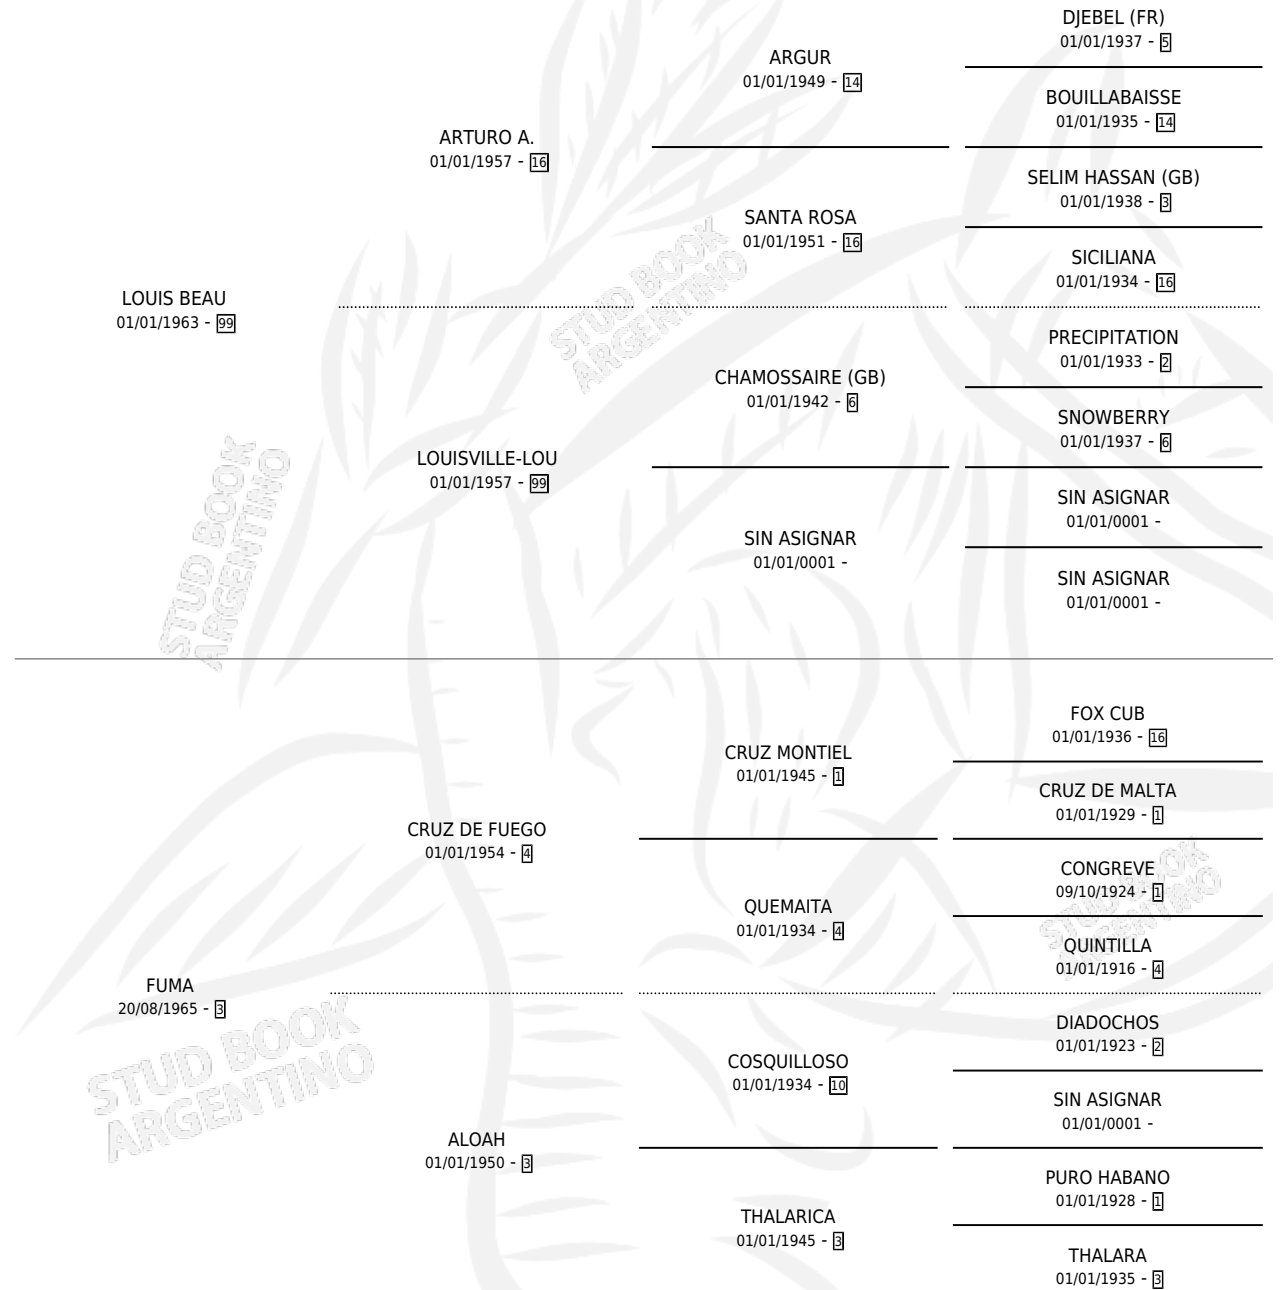 DJEBEL (FR)
01/01/1937 - 5
ARGUR
01/01/1949 - 14
BOUILLABAISSE
01/01/1935 - 14
ARTURO A.
01/01/1957 - 16
SELIM HASSAN (GB)
01/01/1938 - 3
SANTA ROSA
01/01/1951 - 16
SICILIANA
01/01/1934 - 16
LOUIS BEAU
01/01/1963 - 99
PRECIPITATION
01/01/1933 - 2
CHAMOSSAIRE (GB)
01/01/1942 - 6
SNOWBERRY
01/01/1937 - 6
LOUISVILLE-LOU
01/01/1957 - 99
SIN ASIGNAR
01/01/0001 -
SIN ASIGNAR
01/01/0001 -
SIN ASIGNAR
01/01/0001 -
FOX CUB
01/01/1936 - 16
CRUZ MONTIEL
01/01/1945 - 1
CRUZ DE MALTA
01/01/1929 - 1
CRUZ DE FUEGO
01/01/1954 - 4
CONGREVE
09/10/1924 - 1
QUEMAITA
01/01/1934 - 4
QUINTILLA
01/01/1916 - 4
FUMA
20/08/1965 - 3
DIADOCHOS
01/01/1923 - 2
COSQUILLOSO
01/01/1934 - 10
SIN ASIGNAR
01/01/0001 -
ALOAH
01/01/1950 - 3
PURO HABANO
01/01/1928 - 1
THALARICA
01/01/1945 - 3
THALARA
01/01/1935 - 3
STUD BOOK
ARGENTINO
STUD BOOK
ARGENTINO
STUD BOOK
ARGENTINO
STUD BOOK
ARGENTINO